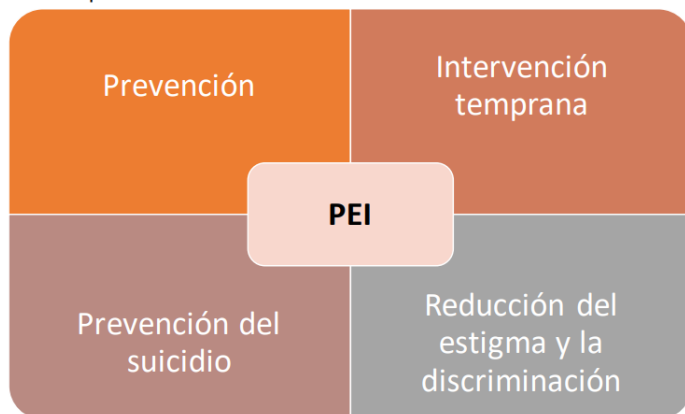 Prevención
Intervención
temprana
PEI
Prevención del
suicidio
Reducción del
estigma y la
discriminación